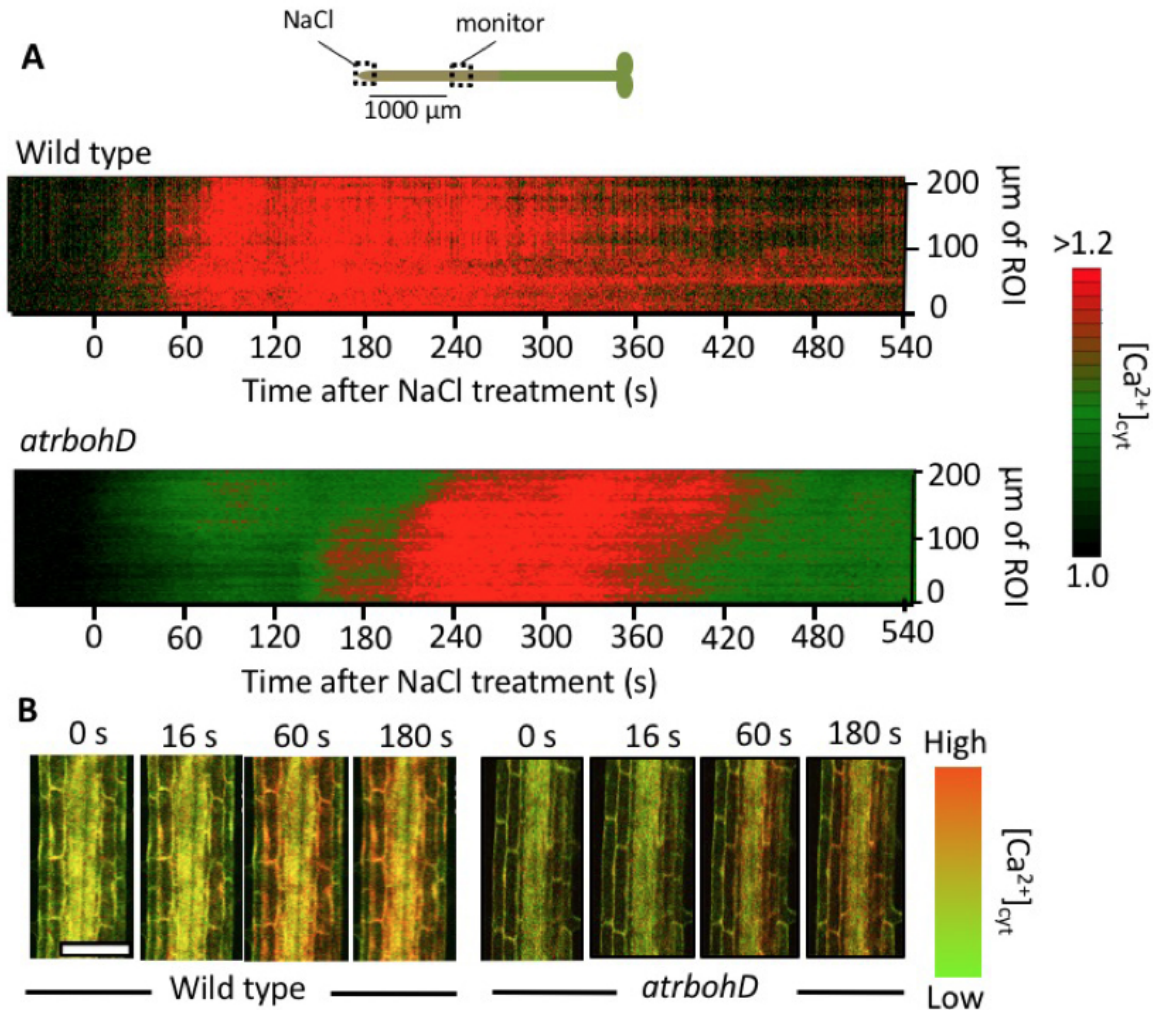 A
NaCl
monitor
1000 μm
Wild type
200
100
0
μm of ROI
0 60 120 180 240 300 360 420 480 540
Time after NaCl treatment (s)
>1.2
1.0
[Ca²⁺]cyt
atrbohD
200
100
0
μm of ROI
0 60 120 180 240 300 360 420 480 540
Time after NaCl treatment (s)
B
0 s 16 s 60 s 180 s 0 s 16 s 60 s 180 s
High
[Ca²⁺]cyt
Low
Wild type atrbohD